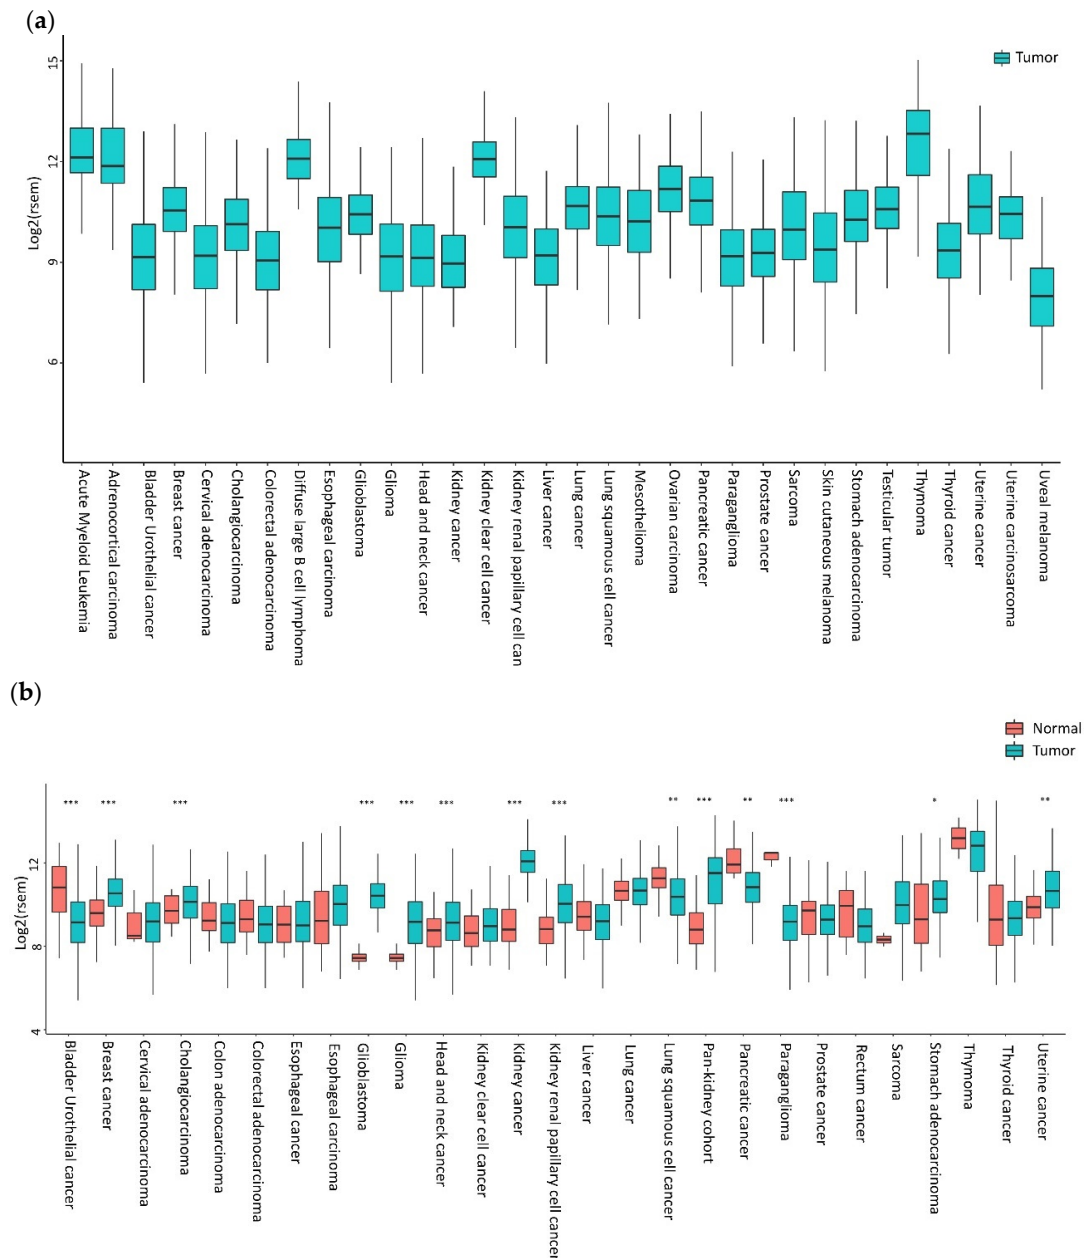 (a)
Tumor
Log2(rsem)
15
12
9
6
Acute Myeloid Leukemia
Adrenocortical carcinoma
Bladder Urothelial cancer
Breast cancer
Cervical adenocarcinoma
Cholangiocarcinoma
Colorectal adenocarcinoma
Diffuse large B cell lymphoma
Esophageal carcinoma
Glioblastoma
Glioma
Head and neck cancer
Kidney cancer
Kidney clear cell cancer
Kidney renal papillary cell can
Liver cancer
Lung cancer
Lung squamous cell cancer
Mesothelioma
Ovarian carcinoma
Pancreatic cancer
Paraganglioma
Prostate cancer
Sarcoma
Skin cutaneous melanoma
Stomach adenocarcinoma
Testicular tumor
Thymoma
Thyroid cancer
Uterine cancer
Uterine carcinosarcoma
Uveal melanoma
(b)
Normal
Tumor
Log2(rsem)
12
8
4
*** *** *** *** *** *** *** *** ** *** ** *** * **
Bladder Urothelial cancer
Breast cancer
Cervical adenocarcinoma
Cholangiocarcinoma
Colon adenocarcinoma
Colorectal adenocarcinoma
Esophageal cancer
Esophageal carcinoma
Glioblastoma
Glioma
Head and neck cancer
Kidney clear cell cancer
Kidney cancer
Kidney renal papillary cell cancer
Liver cancer
Lung cancer
Lung squamous cell cancer
Pan-kidney cohort
Pancreatic cancer
Paraganglioma
Prostate cancer
Rectum cancer
Sarcoma
Stomach adenocarcinoma
Thymoma
Thyroid cancer
Uterine cancer